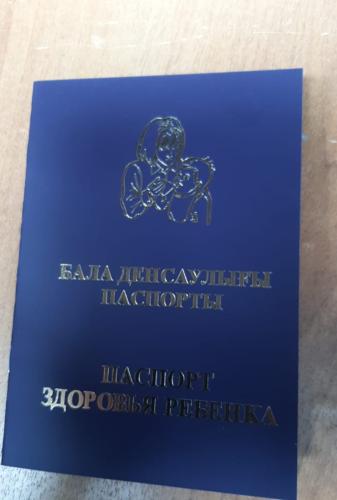 БАЛА ДЕНСАУЛЫҒЫ
ПАСПОРТЫ
ПАСПОРТ
ЗДОРОВЬЯ РЕБЕНКА